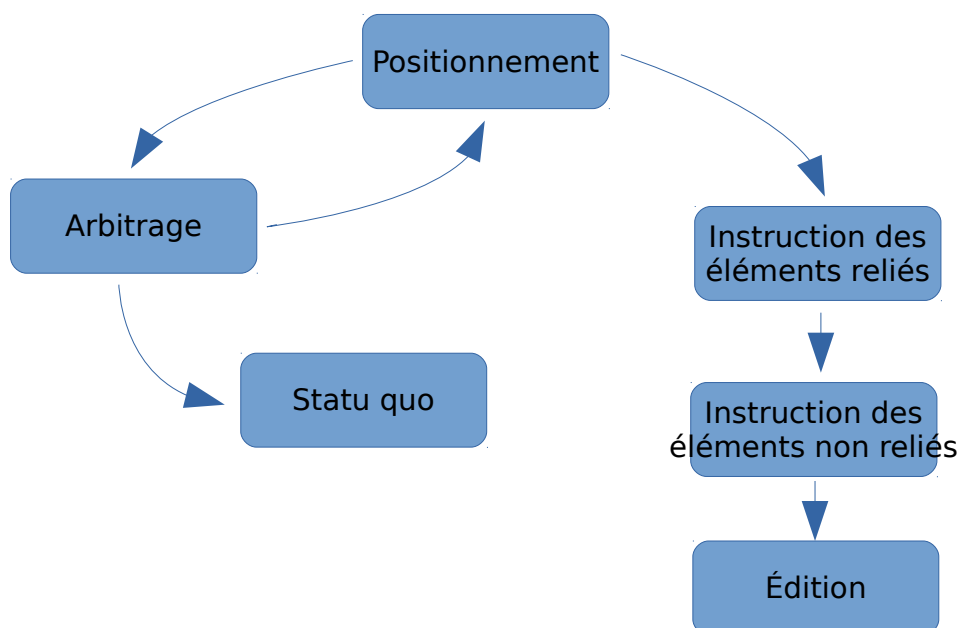 Positionnement
Arbitrage
Instruction des
éléments reliés
Statu quo
Instruction des
éléments non reliés
Édition